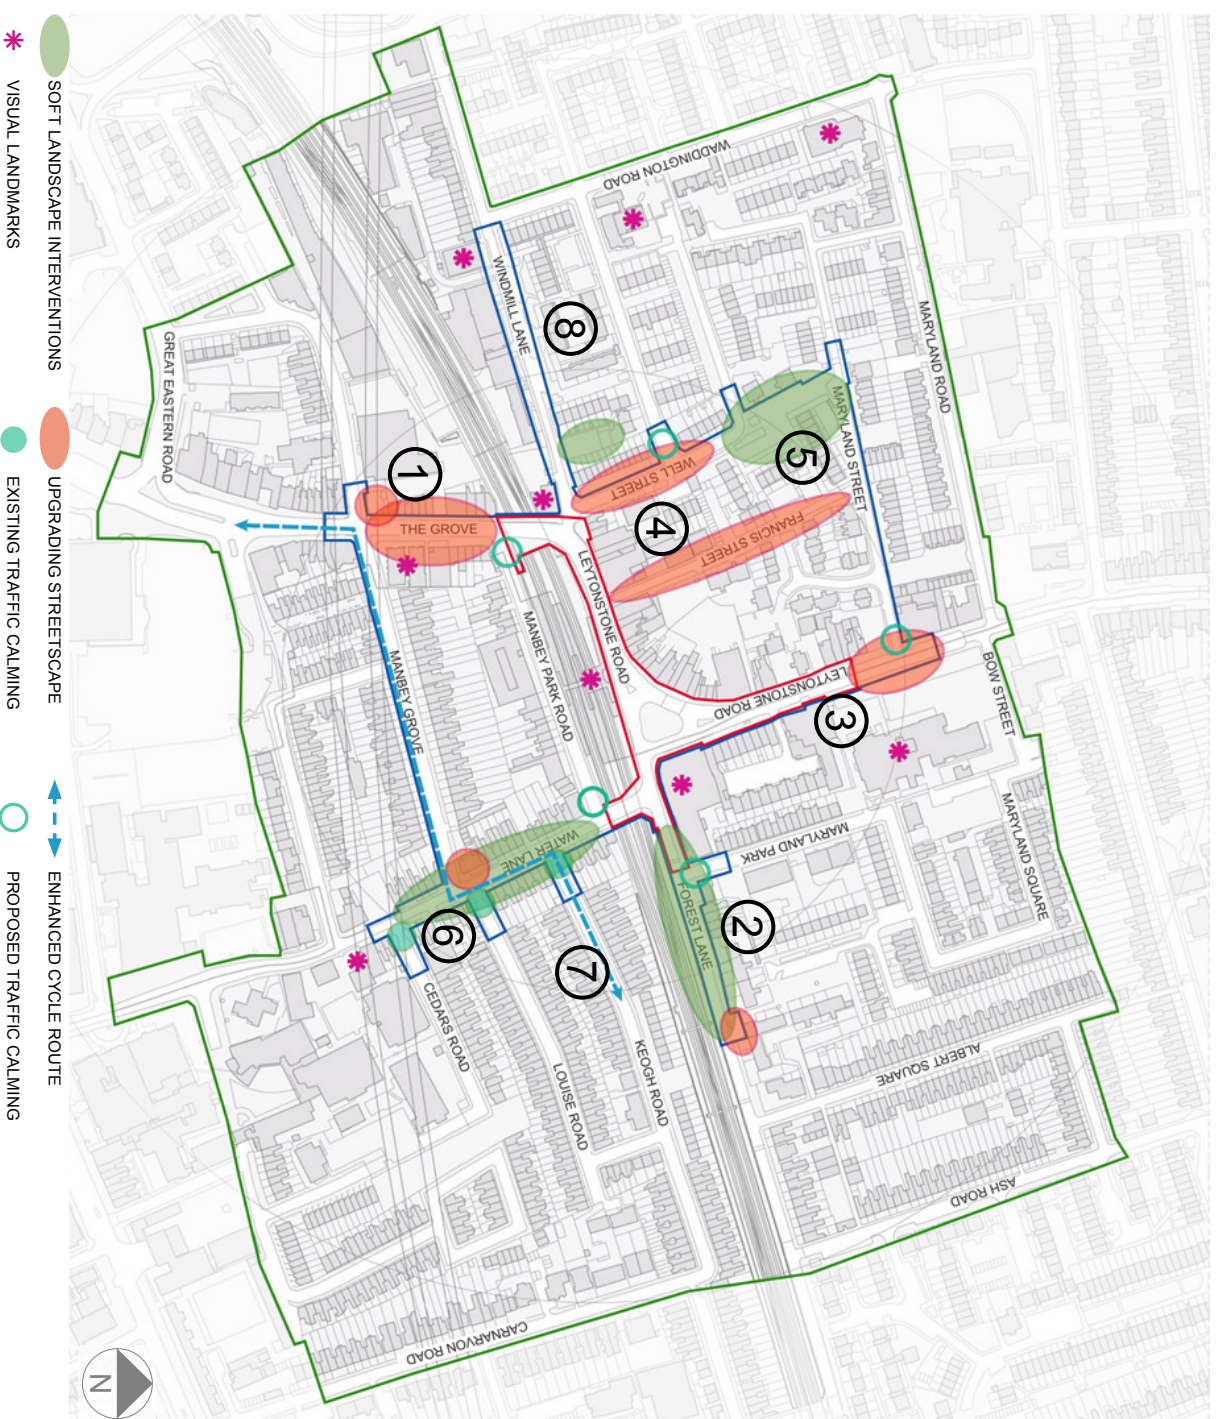 WADDINGTON ROAD
MARYLAND ROAD
WINDMILL LANE
8
GREAT EASTERN ROAD
MARYLAND STREET
5
WELL STREET
1
THE GROVE
4
FRANCIS STREET
LEYTONSTONE ROAD
MANBEY PARK ROAD
MANBEY GROVE
LEYTONSTONE ROAD
3
BOW STREET
MARYLAND PARK
MARYLAND SQUARE
WATER LANE
FOREST LANE
2
6
7
CEDARS ROAD
LOUISE ROAD
KEOGH ROAD
ALBERT SQUARE
ASH ROAD
CARNARVON ROAD
N
SOFT LANDSCAPE INTERVENTIONS
UPGRADING STREETSCAPE
ENHANCED CYCLE ROUTE
VISUAL LANDMARKS
EXISTING TRAFFIC CALMING
PROPOSED TRAFFIC CALMING